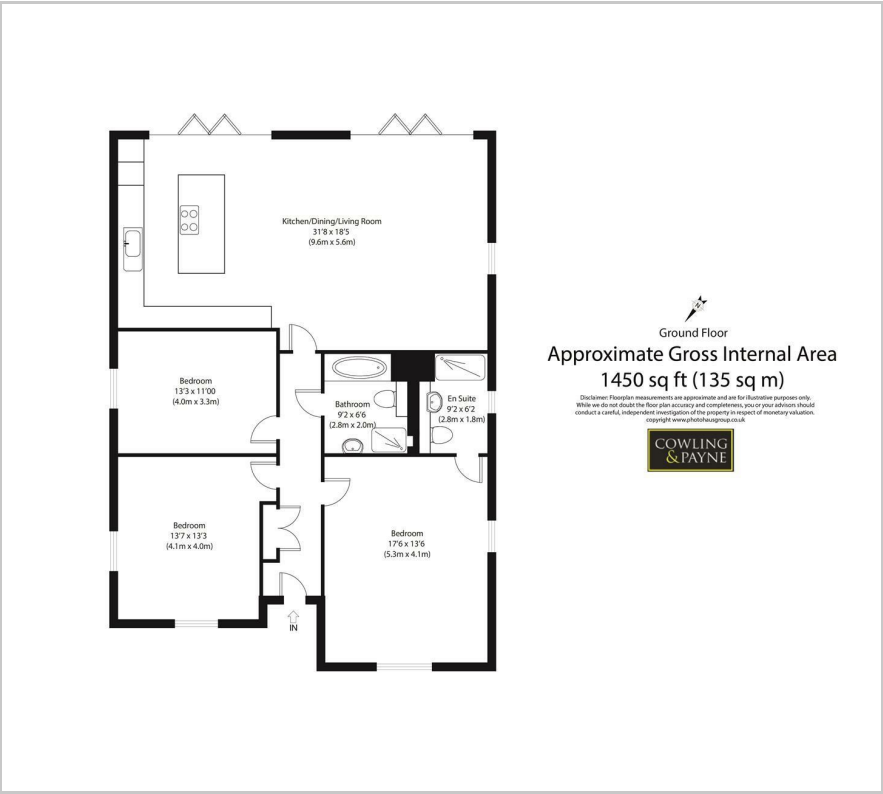 Kitchen/Dining/Living Room
31'8 x 18'5
(9.6m x 5.6m)
Bedroom
13'3 x 11'00
(4.0m x 3.3m)
Bathroom
9'2 x 6'6
(2.8m x 2.0m)
En Suite
9'2 x 6'2
(2.8m x 1.8m)
Bedroom
13'7 x 13'3
(4.1m x 4.0m)
Bedroom
17'6 x 13'6
(5.3m x 4.1m)
IN
N
Ground Floor
Approximate Gross Internal Area
1450 sq ft (135 sq m)
Disclaimer: Floorplan measurements are approximate and are for illustrative purposes only.
While we do not doubt the floor plan accuracy and completeness, you or your advisors should
conduct a careful, independent investigation of the property in respect of monetary valuation.
copyright www.photohausgroup.co.uk
COWLING
&PAYNE